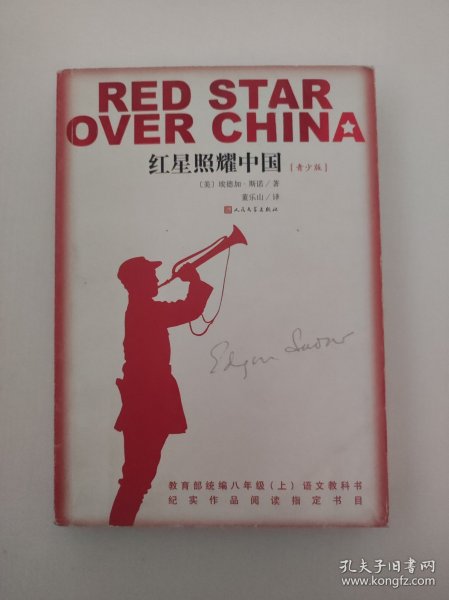 RED STAR
OVER CHINA
红星照耀中国 [青少版]
〔美〕埃德加·斯诺/著
董乐山/译
人民文学出版社
Edgar Snow
教育部统编八年级(上)语文教科书
纪实作品阅读指定书目
孔夫子旧书网
www.kongfz.com